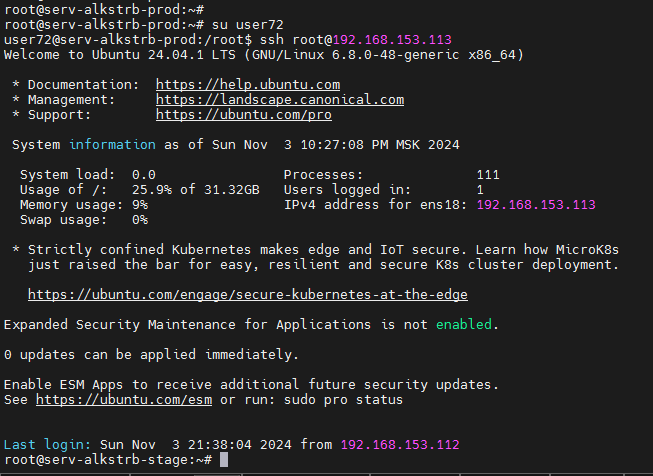 root@serv-alkstrb-prod:~#
root@serv-alkstrb-prod:~# su user72
user72@serv-alkstrb-prod:/root$ ssh root@192.168.153.113
Welcome to Ubuntu 24.04.1 LTS (GNU/Linux 6.8.0-48-generic x86_64)
* Documentation:  https://help.ubuntu.com
* Management:     https://landscape.canonical.com
* Support:        https://ubuntu.com/pro
System information as of Sun Nov  3 10:27:08 PM MSK 2024
System load:  0.0                Processes:              111
Usage of /:   25.9% of 31.32GB   Users logged in:        1
Memory usage: 9%                 IPv4 address for ens18: 192.168.153.113
Swap usage:   0%
* Strictly confined Kubernetes makes edge and IoT secure. Learn how MicroK8s
just raised the bar for easy, resilient and secure K8s cluster deployment.
https://ubuntu.com/engage/secure-kubernetes-at-the-edge
Expanded Security Maintenance for Applications is not enabled.
0 updates can be applied immediately.
Enable ESM Apps to receive additional future security updates.
See https://ubuntu.com/esm or run: sudo pro status
Last login: Sun Nov  3 21:38:04 2024 from 192.168.153.112
root@serv-alkstrb-stage:~#